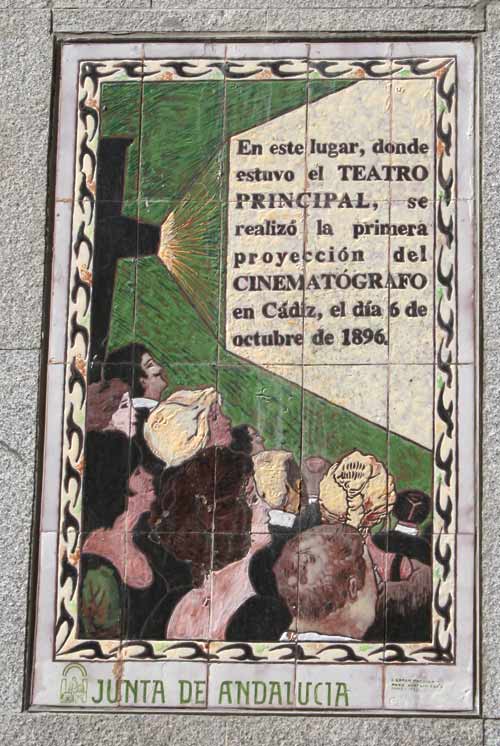 En este lugar, donde
estuvo el TEATRO
PRINCIPAL, se
realizó la primera
proyección del
CINEMATÓGRAFO
en Cádiz, el día 6 de
octubre de 1896.
JUNTA DE ANDALUCIA